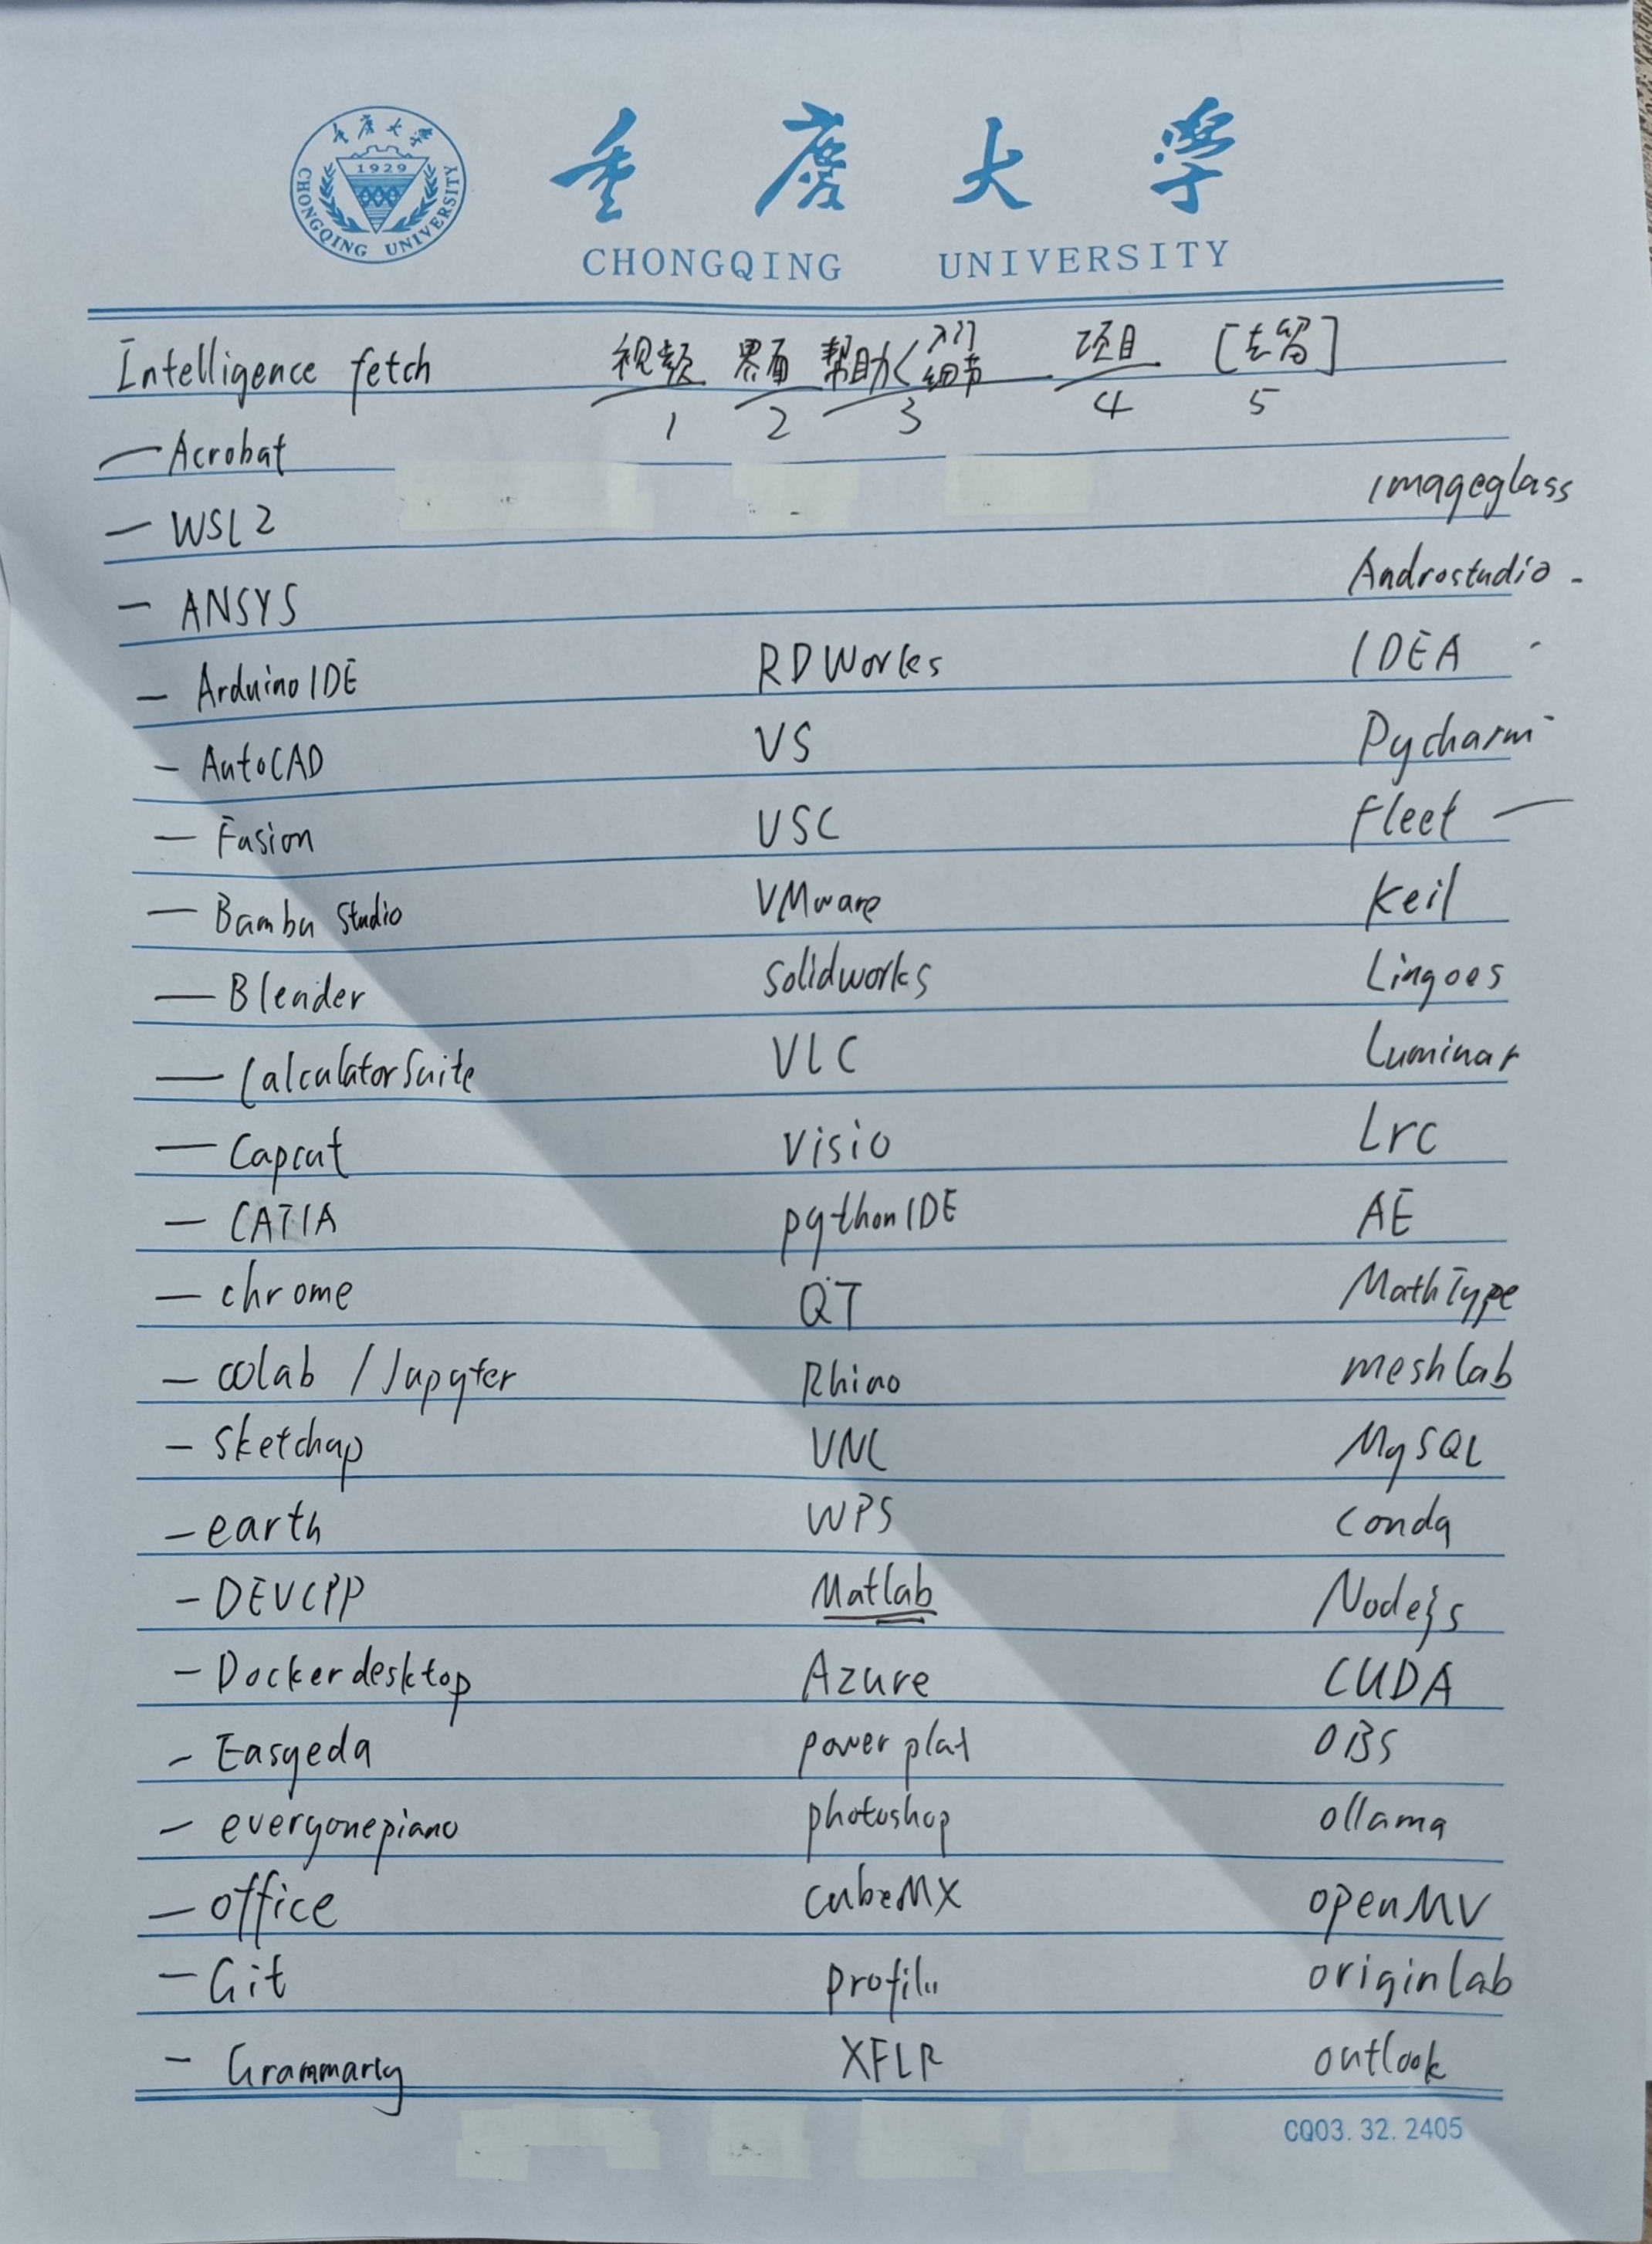 重庆大学
1929
CHONGQING UNIVERSITY
重庆大学
CHONGQING UNIVERSITY
Intelligence fetch 视频 界面 帮助< 入门 细节 项目 [去留]
1 2 3 4 5
— Acrobat
imageglass
— WSL2
Androstudio -
— ANSYS
— ArduinoIDE RDWorks IDEA -
— AutoCAD VS Pycharm -
— Fusion VSC Fleet —
— Bambu Studio VMware Keil
— Blender Solidworks Lingoes
— CalculatorSuite VLC Luminar
— Capcut Visio Lrc
— CATIA pythonIDE AE
— chrome QT MathType
— colab / Jupyter Rhino meshlab
— Sketchup VNC MySQL
— earth WPS Conda
— DEVCPP Matlab Nodejs
— Dockerdesktop Azure CUDA
— Easyeda power plat OBS
— everyonepiano photoshop ollama
— office CubeMX openMV
— Git profili originlab
— Grammarly XFLR outlook
CQ03.32.2405